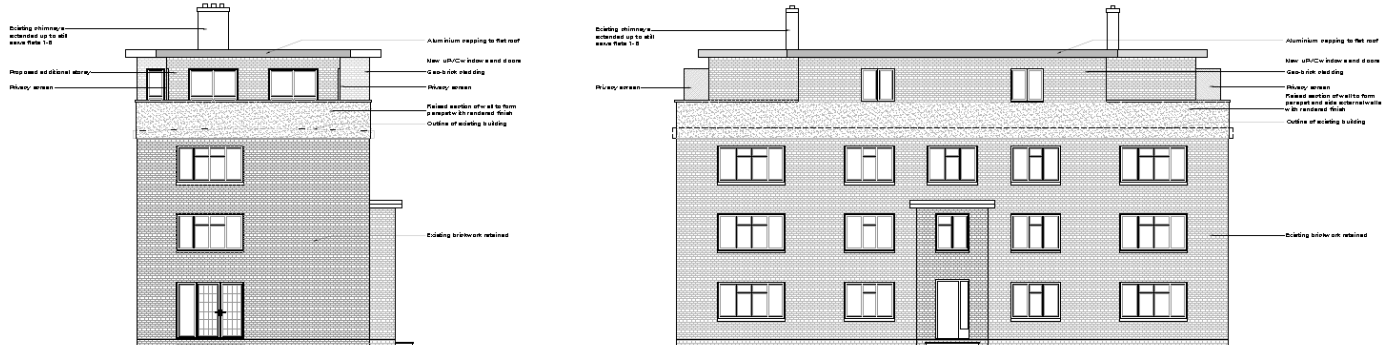 Existing chimneys
extended up to still
serve flats 1-6
Aluminium capping to flat roof
New uPVC windows and doors
Proposed additional storey
Geo-brick cladding
Privacy screen
Privacy screen
Raised section of wall to form
parapet with rendered finish
Outline of existing building
Existing brickwork retained
Existing chimneys
extended up to still
serve flats 1-6
Aluminium capping to flat roof
New uPVC windows and doors
Geo-brick cladding
Privacy screen
Privacy screen
Raised section of wall to form
parapet and side external walls
with rendered finish
Outline of existing building
Existing brickwork retained